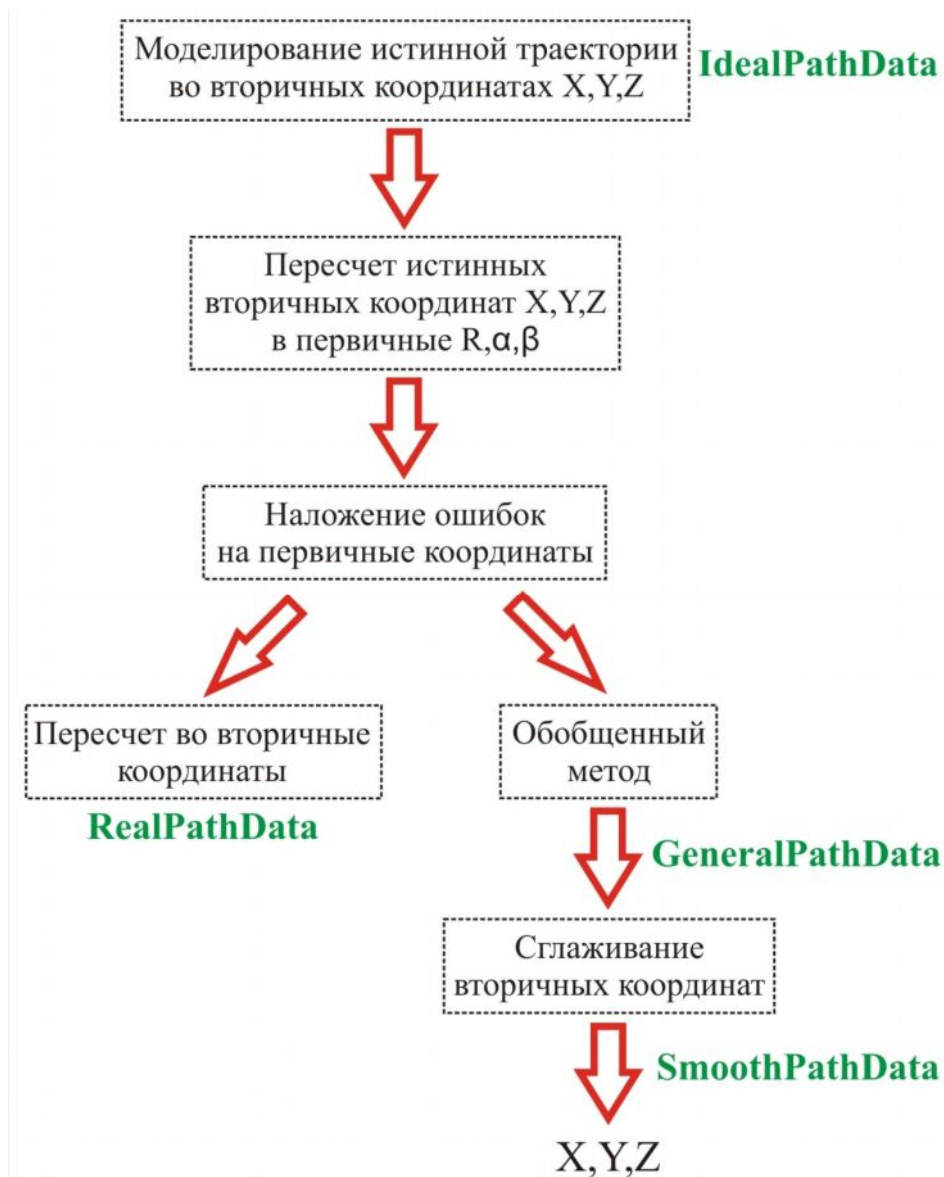 Моделирование истинной траектории
во вторичных координатах X,Y,Z
IdealPathData
Пересчет истинных
вторичных координат X,Y,Z
в первичные R,α,β
Наложение ошибок
на первичные координаты
Пересчет во вторичные
координаты
RealPathData
Обобщенный
метод
GeneralPathData
Сглаживание
вторичных координат
SmoothPathData
X,Y,Z